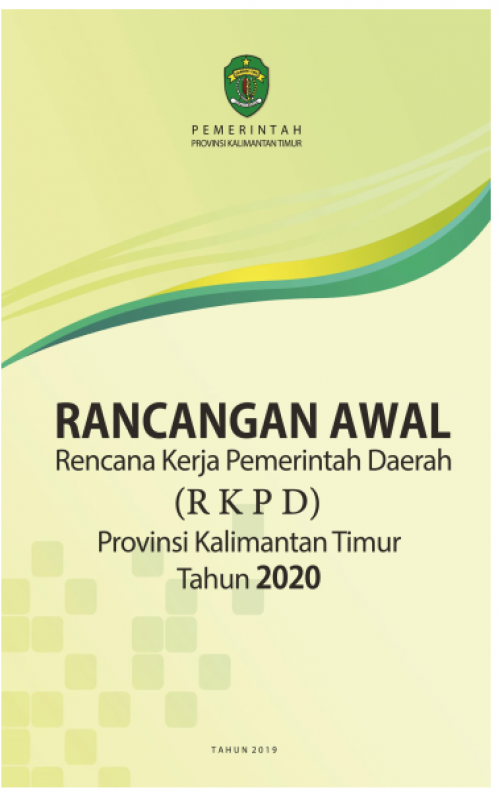 PEMERINTAH
PROVINSI KALIMANTAN TIMUR
RANCANGAN AWAL
Rencana Kerja Pemerintah Daerah
(R K P D)
Provinsi Kalimantan Timur
Tahun 2020
TAHUN 2019